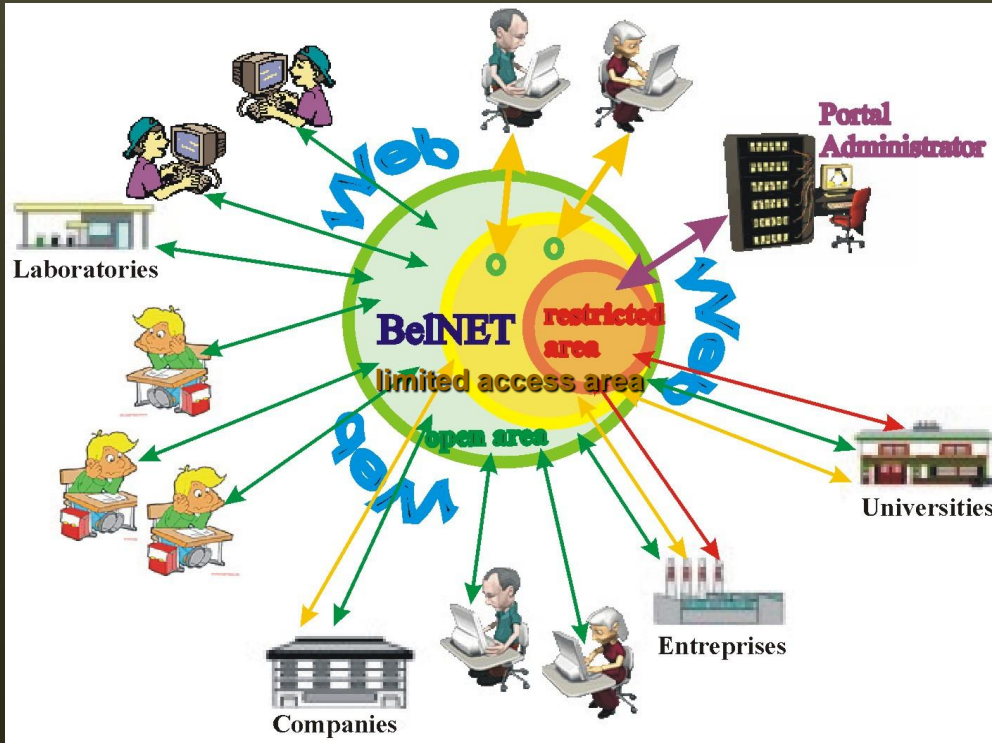 Web
Portal
Administrator
Laboratories
Web
BelNET
restricted
area
limited access area
open area
Web
Universities
Entreprises
Companies